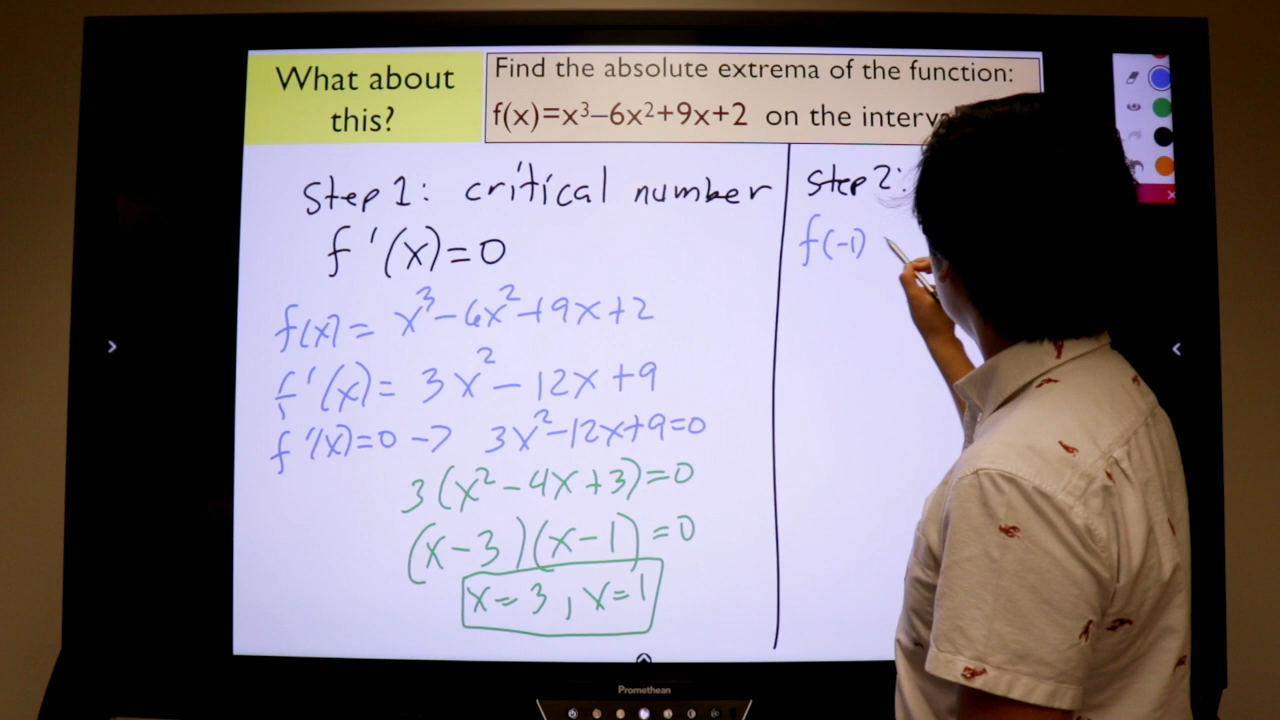 What about
this?
Find the absolute extrema of the function:
f(x)=x³–6x²+9x+2 on the
Step 1: critical number
f'(x)=0
f(x)= x³-6x²+9x+2
f'(x)= 3x²-12x+9
f'(x)=0 -> 3x²-12x+9=0
3(x²-4x+3)=0
(x-3)(x-1)=0
x=3, x=1
Step 2:
f(-1)
Promethean